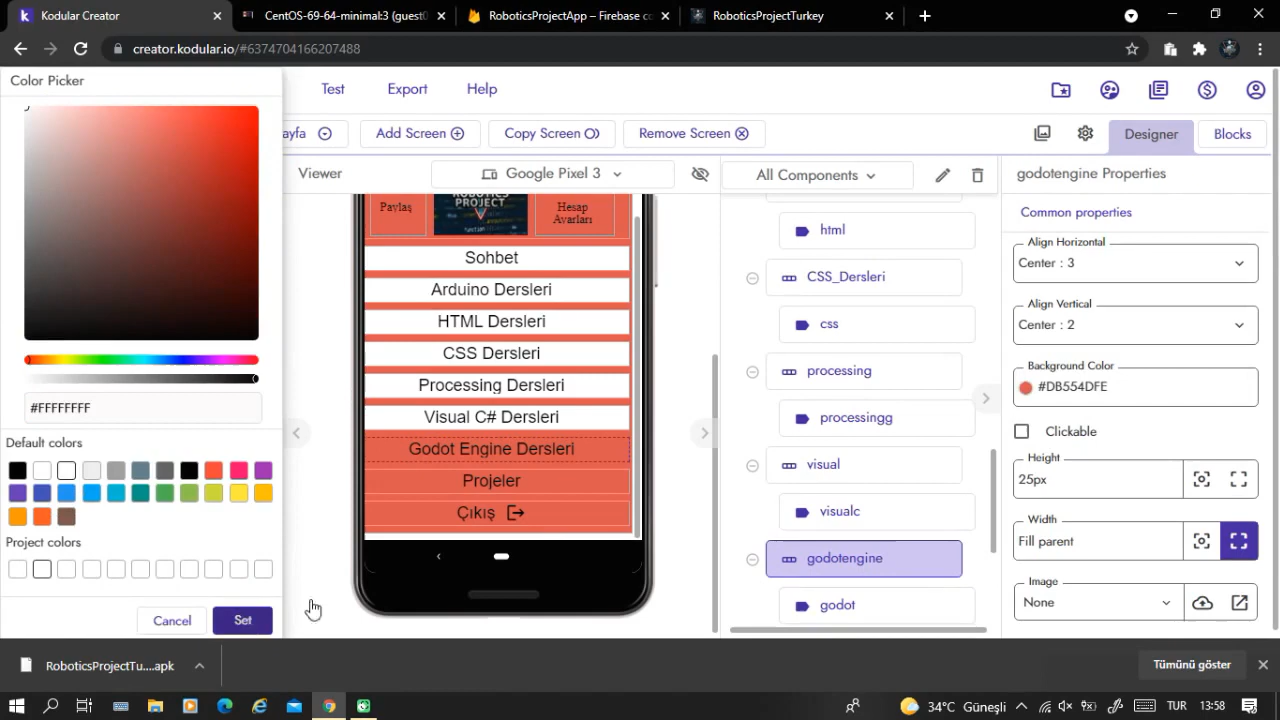 Kodular Creator
CentOS-69-64-minimal:3 (guest0
RoboticsProjectApp – Firebase co
RoboticsProjectTurkey
creator.kodular.io/#6374704166207488
Color Picker
Test
Export
Help
ayfa
Add Screen
Copy Screen
Remove Screen
Designer
Blocks
Viewer
Google Pixel 3
All Components
godotengine Properties
Common properties
Paylaş
ROBOTICS
PROJECT
Hesap
Avarları
Sohbet
Arduino Dersleri
HTML Dersleri
CSS Dersleri
Processing Dersleri
Visual C# Dersleri
Godot Engine Dersleri
Projeler
Çıkış
html
CSS_Dersleri
css
processing
processingg
visual
visualc
godotengine
godot
Align Horizontal
Center : 3
Align Vertical
Center : 2
Background Color
#DB554DFE
Clickable
Height
25px
Width
Fill parent
Image
None
#FFFFFFFF
Default colors
Project colors
Cancel
Set
RoboticsProjectTu....apk
Tümünü göster
34°C Güneşli
TUR
13:58